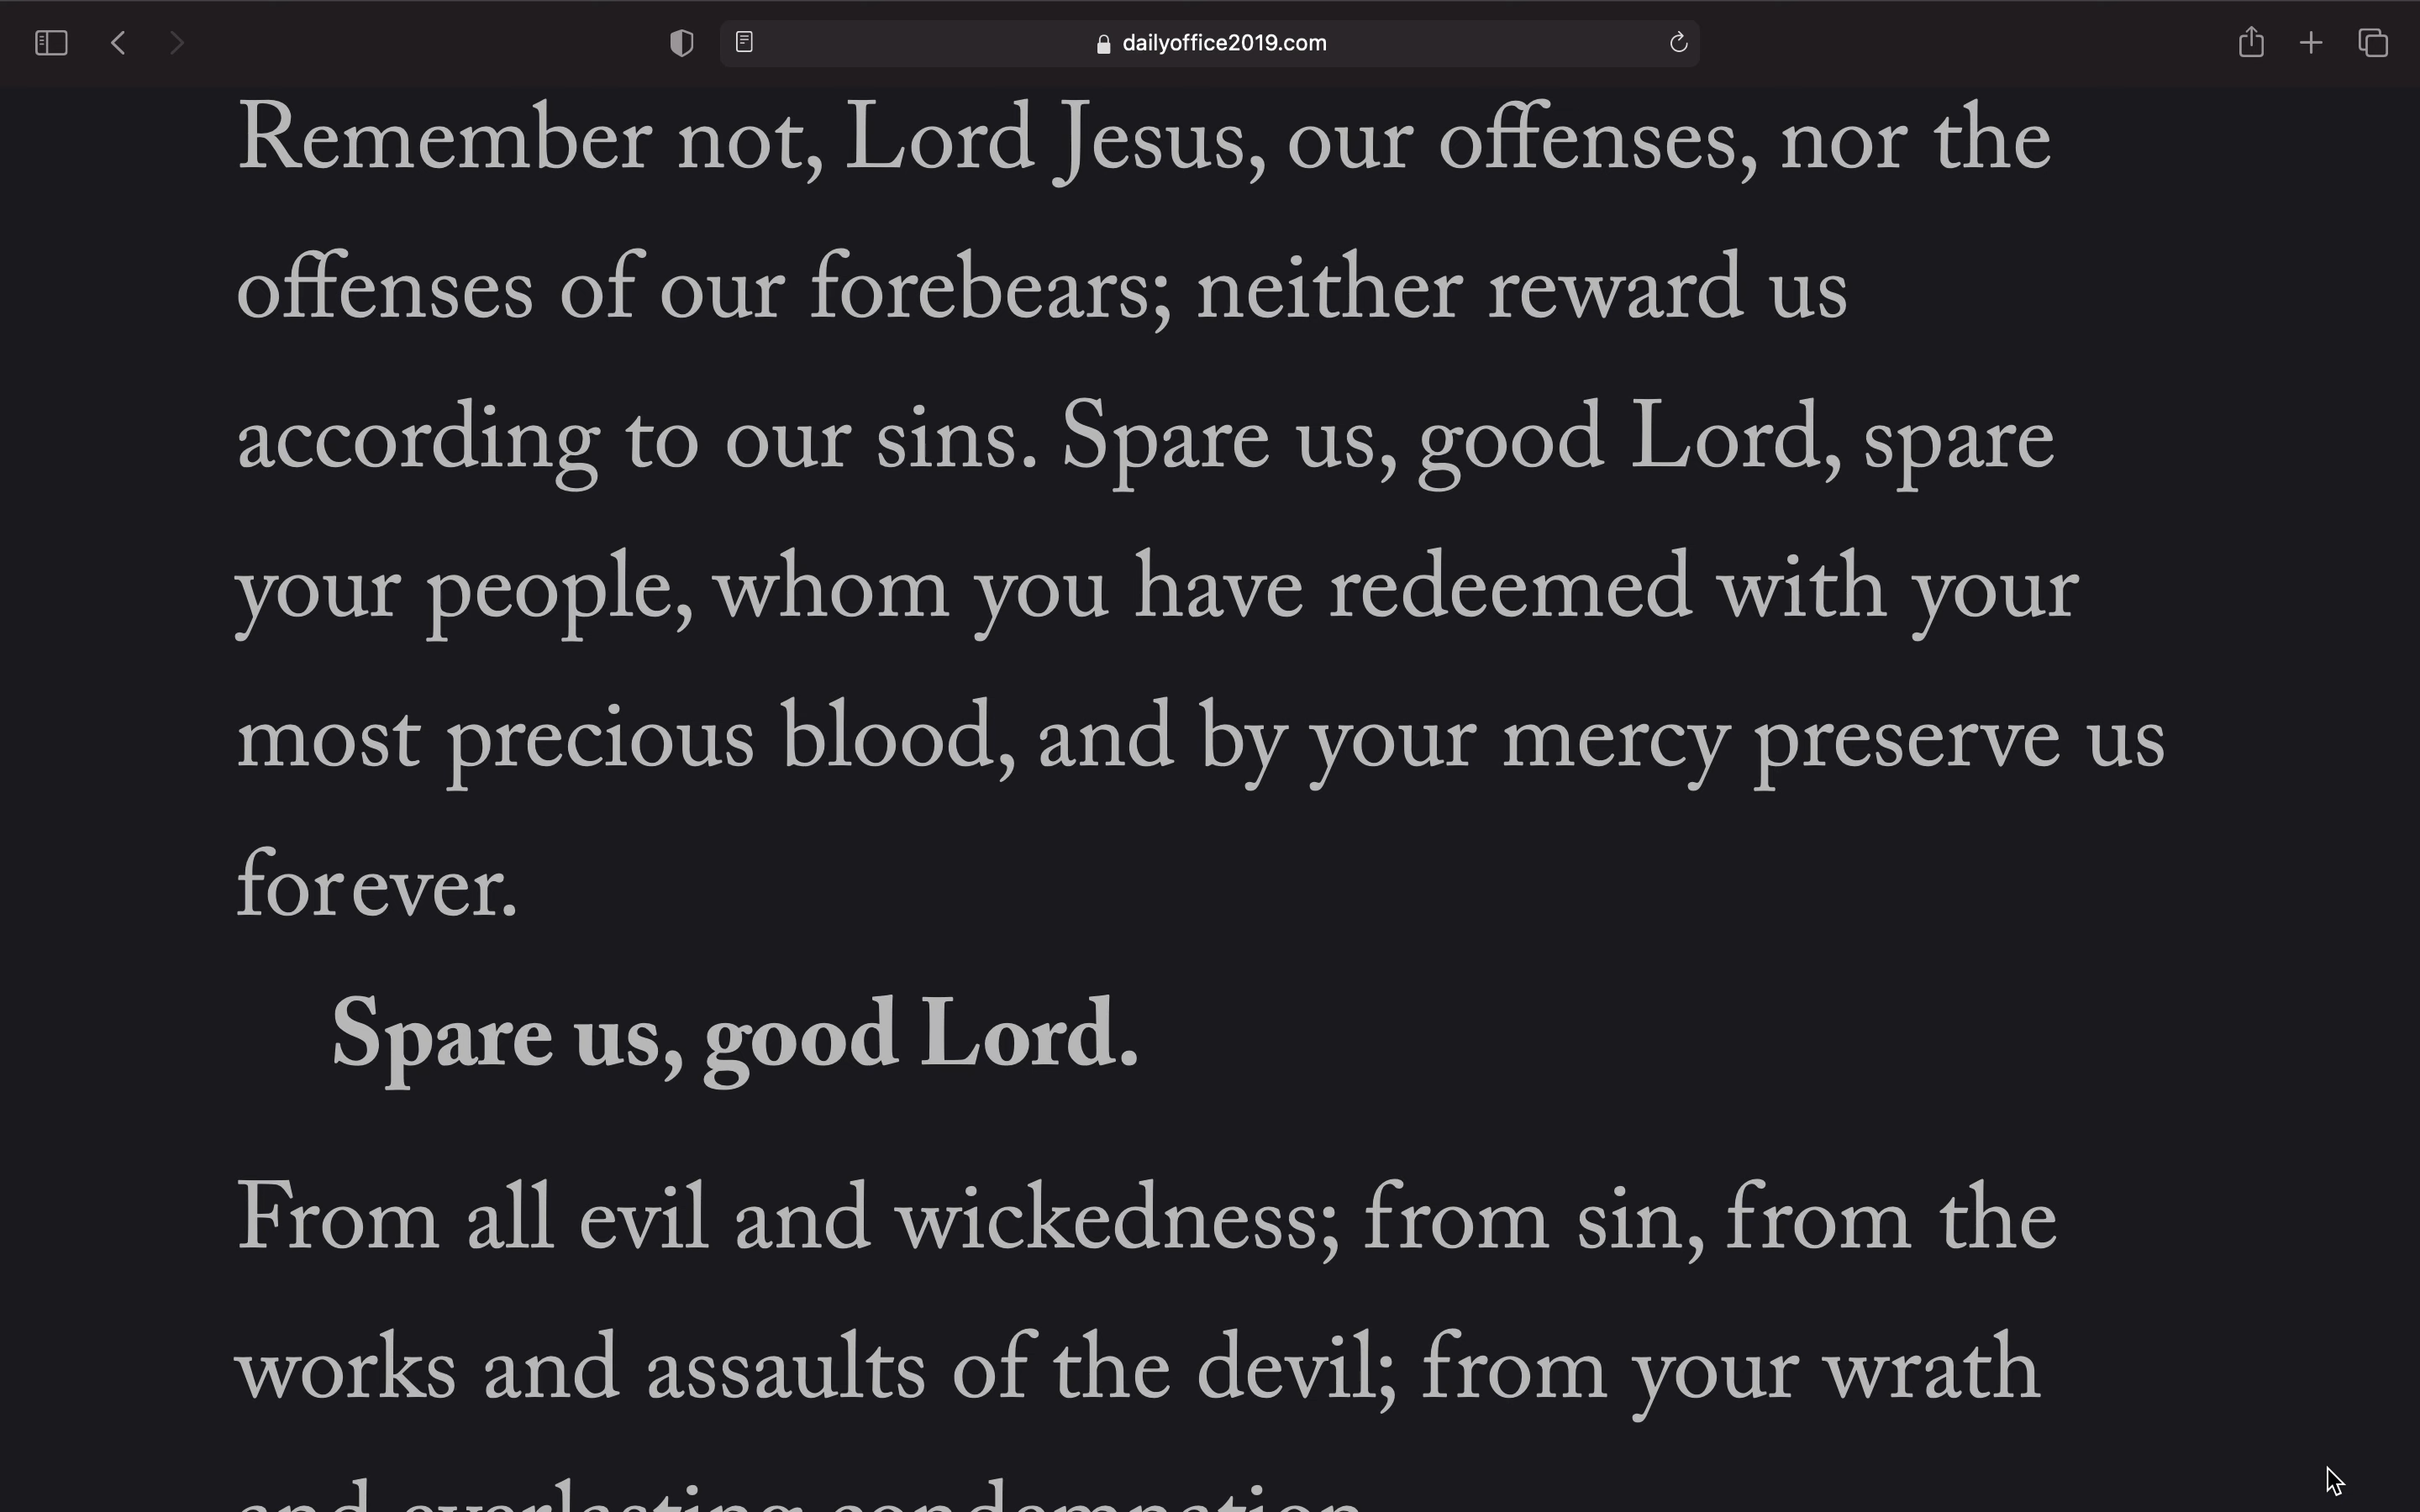 dailyoffice2019.com
Remember not, Lord Jesus, our offenses, nor the
offenses of our forebears; neither reward us
according to our sins. Spare us, good Lord, spare
your people, whom you have redeemed with your
most precious blood, and by your mercy preserve us
forever.
Spare us, good Lord.
From all evil and wickedness; from sin, from the
works and assaults of the devil; from your wrath
and everlasting condemnation